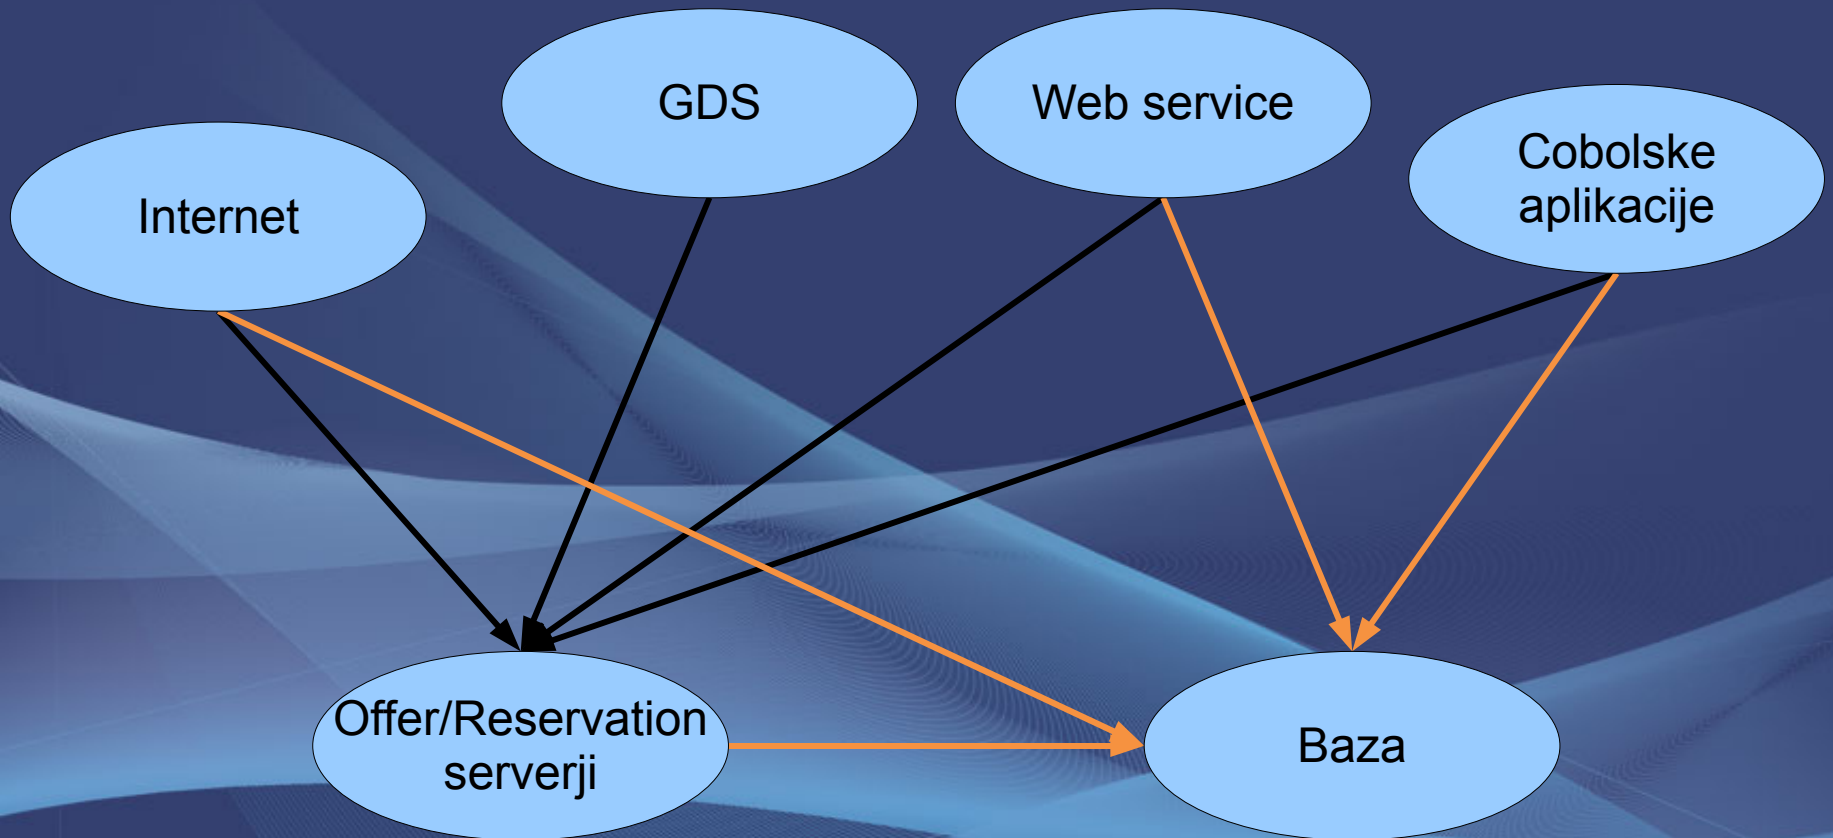 GDS
Web service
Cobolske
aplikacije
Internet
Offer/Reservation
serverji
Baza